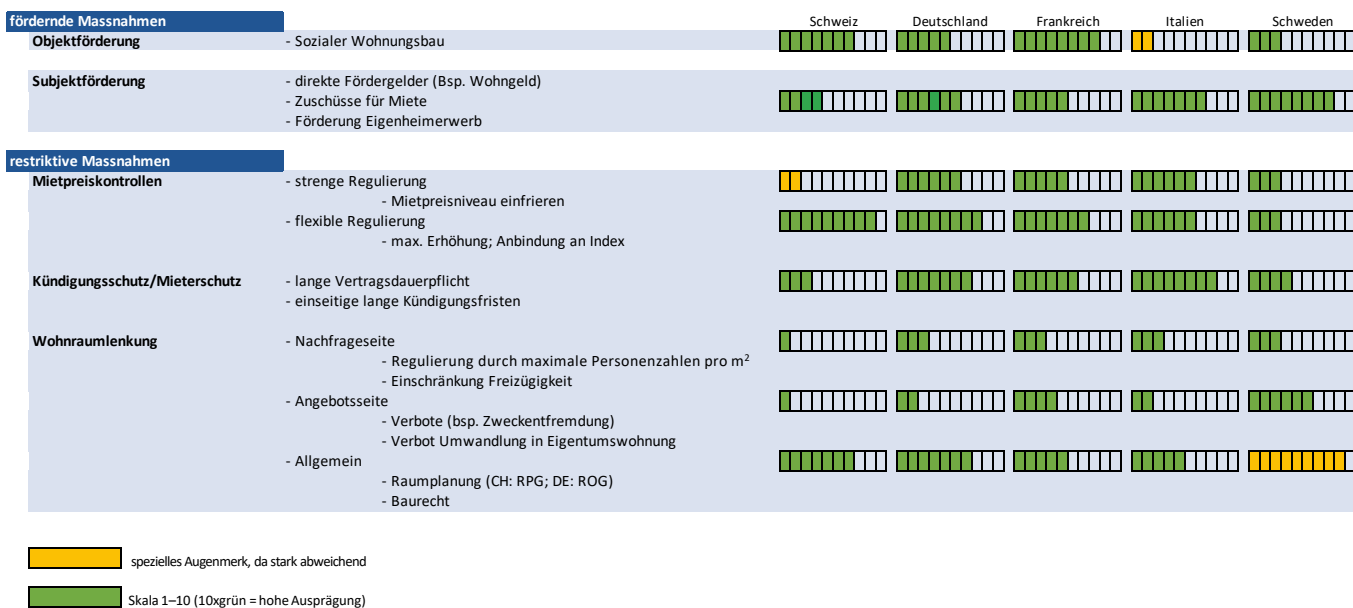 fördernde Massnahmen Schweiz Deutschland Frankreich Italien Schweden
Objektförderung - Sozialer Wohnungsbau
Subjektförderung - direkte Fördergelder (Bsp. Wohngeld)
- Zuschüsse für Miete
- Förderung Eigenheimerwerb
restriktive Massnahmen
Mietpreiskontrollen - strenge Regulierung
- Mietpreisniveau einfrieren
- flexible Regulierung
- max. Erhöhung; Anbindung an Index
Kündigungsschutz/Mieterschutz - lange Vertragsdauerpflicht
- einseitige lange Kündigungsfristen
Wohnraumlenkung - Nachfrageseite
- Regulierung durch maximale Personenzahlen pro m²
- Einschränkung Freizügigkeit
- Angebotsseite
- Verbote (bsp. Zweckentfremdung)
- Verbot Umwandlung in Eigentumswohnung
- Allgemein
- Raumplanung (CH: RPG; DE: ROG)
- Baurecht
spezielles Augenmerk, da stark abweichend
Skala 1–10 (10xgrün = hohe Ausprägung)